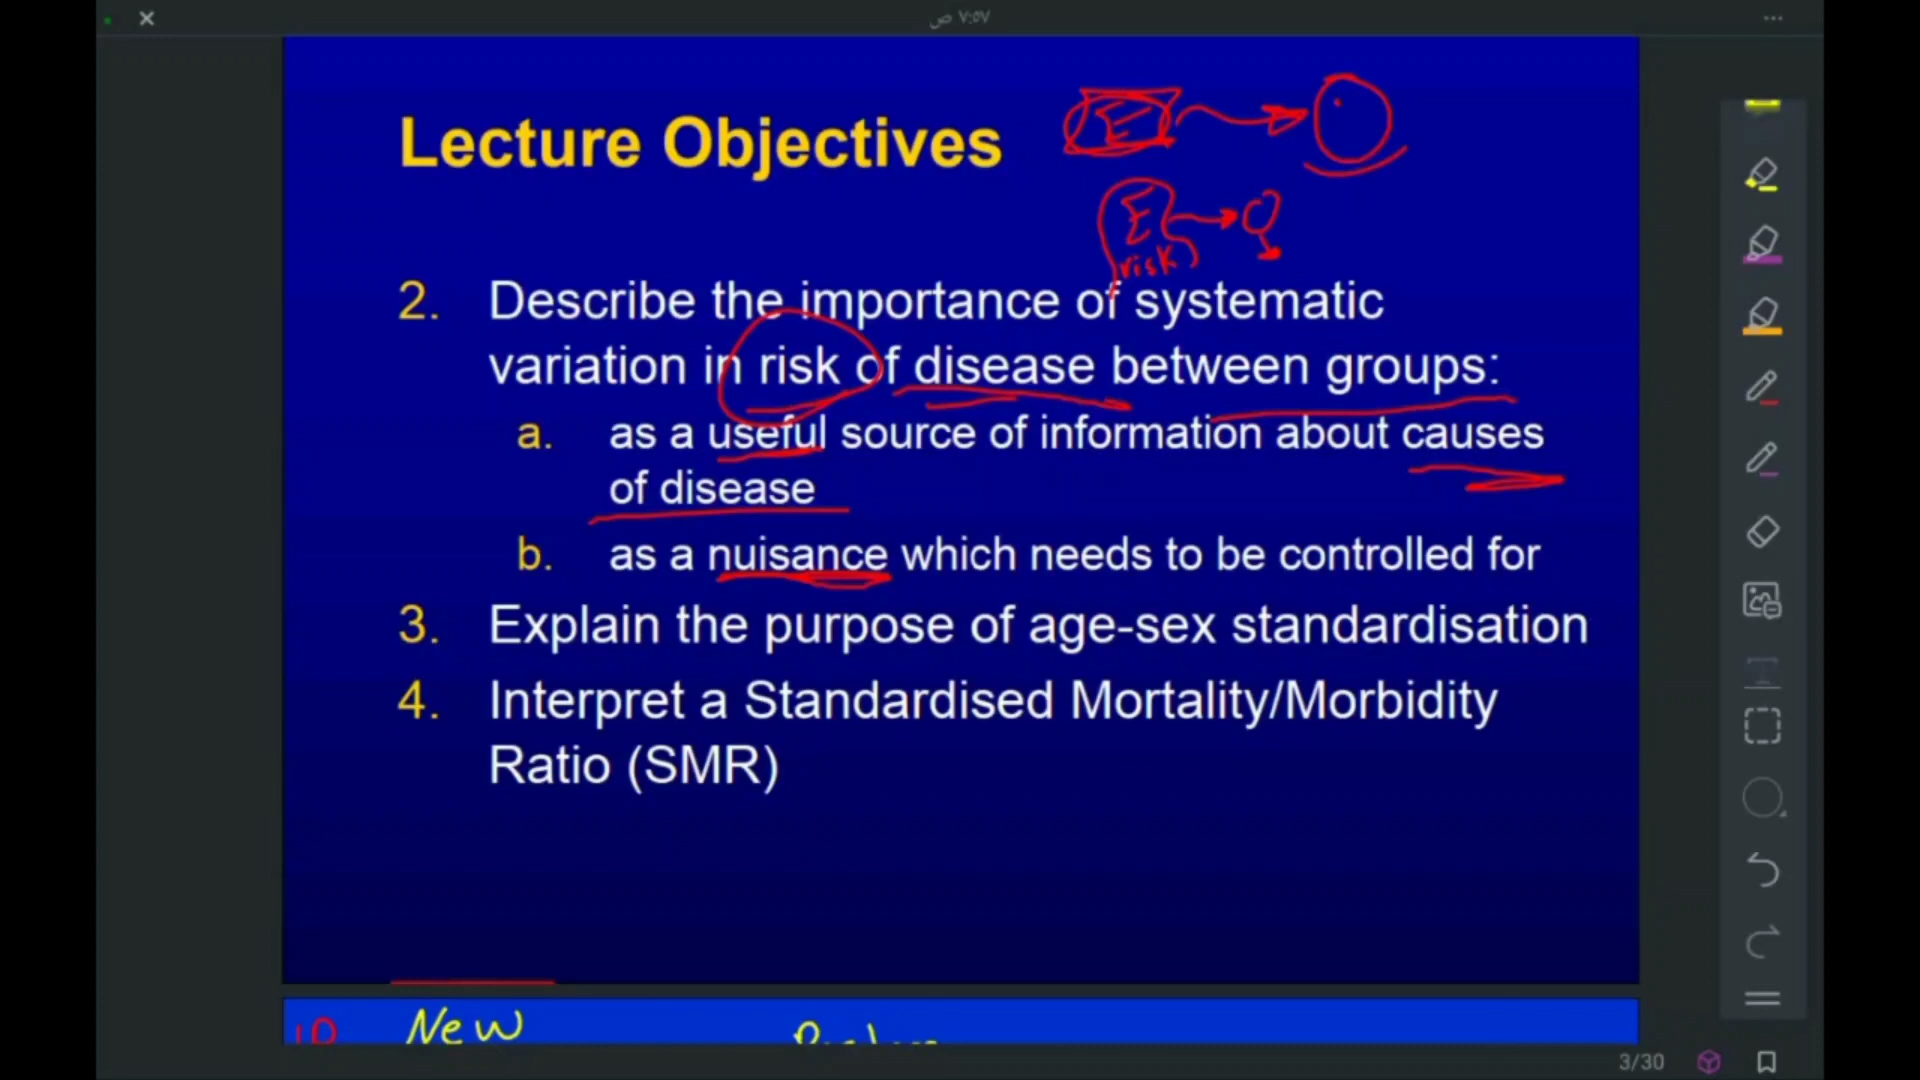 ٧:٥٧ ص
Lecture Objectives
E
E
risk
2. Describe the importance of systematic
variation in risk of disease between groups:
a. as a useful source of information about causes
of disease
b. as a nuisance which needs to be controlled for
3. Explain the purpose of age-sex standardisation
4. Interpret a Standardised Mortality/Morbidity
Ratio (SMR)
New
3/30